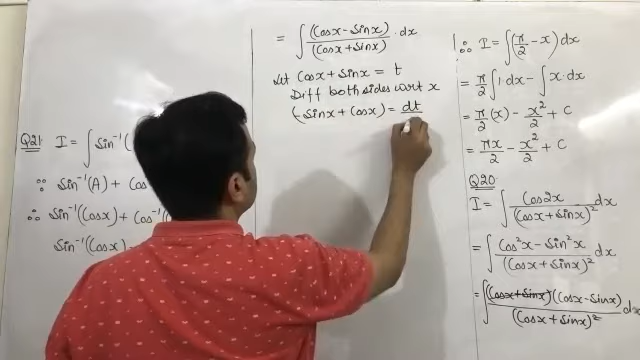 Q21 I = ∫ Sin⁻¹(
∵ Sin⁻¹(A) + Cos
∴ Sin⁻¹(Cosx) + Cos⁻¹(
Sin⁻¹(Cosx)
= ∫ (Cosx - Sinx)/(Cosx + Sinx) . dx
Let Cosx + Sinx = t
Diff both sides wrt x
(-Sinx + Cosx) = dt
∴ I = ∫(π/2 - x) dx
= π/2 ∫1.dx - ∫x.dx
= π/2 (x) - x²/2 + C
= πx/2 - x²/2 + C
Q20
I = ∫ Cos2x/(Cosx + Sinx)² dx
= ∫ Cos²x - Sin²x/(Cosx + Sinx)² dx
= ∫ (Cosx + Sinx)(Cosx - Sinx)/(Cosx + Sinx)² dx